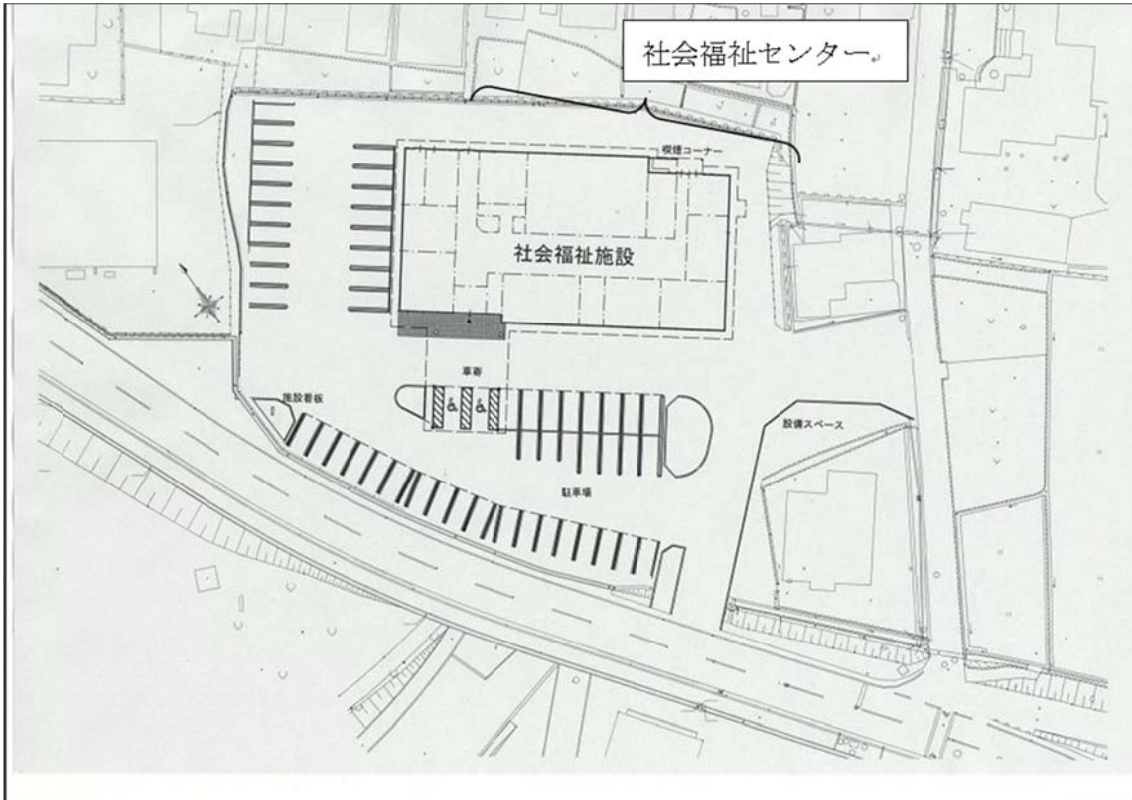 社会福祉センター
喫煙コーナー
社会福祉施設
車寄
施設看板
設備スペース
駐車場